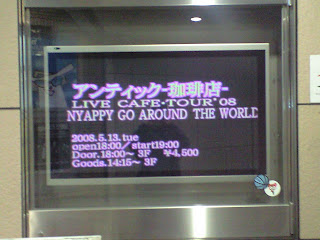 アンティック-珈琲店-
LIVE CAFE・TOUR'08
NYAPPY GO AROUND THE WORLD
2008.5.13.tue
open18:00／start19:00
Door.18:00～ 3F ¥4,500
Goods.14:15～ 3F